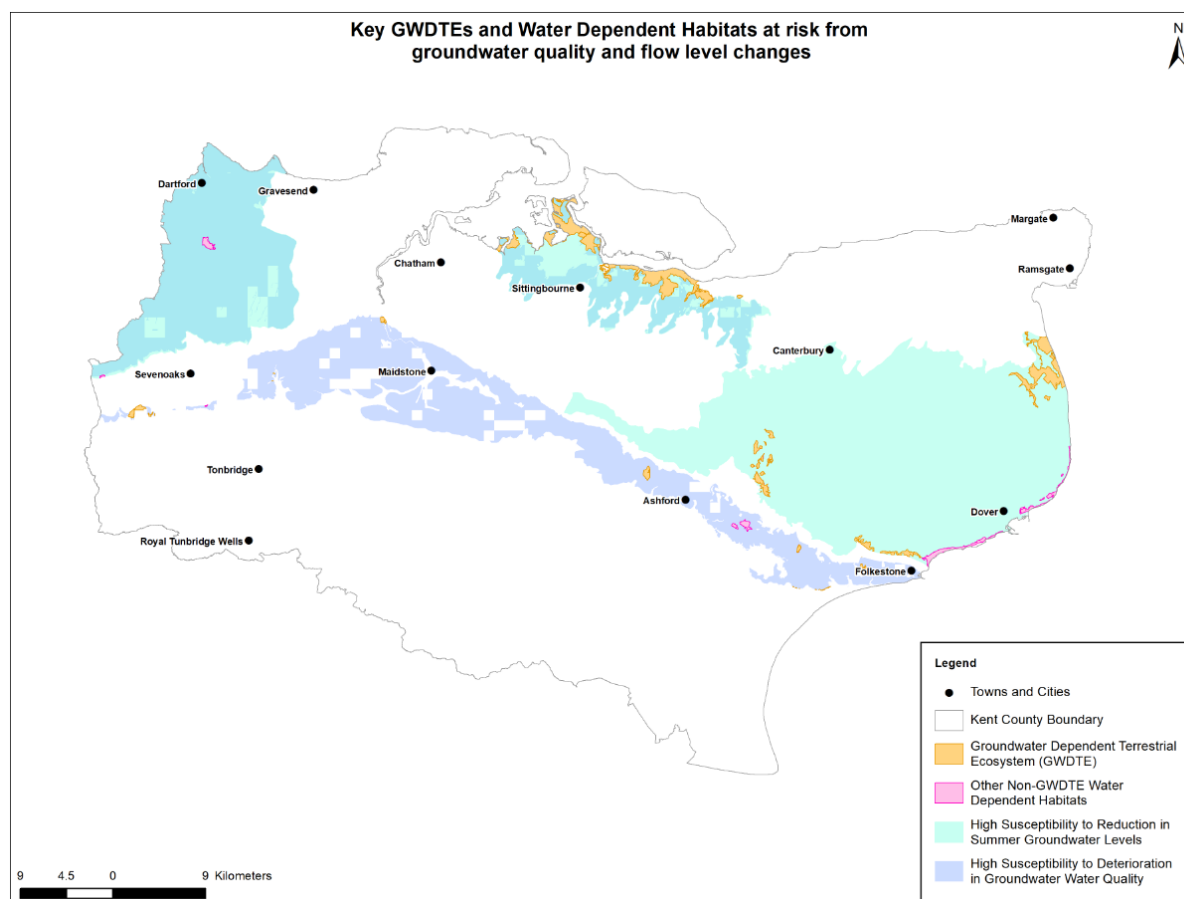 Key GWDTEs and Water Dependent Habitats at risk from
groundwater quality and flow level changes
N
Dartford
Gravesend
Margate
Chatham
Ramsgate
Sittingbourne
Canterbury
Sevenoaks
Maidstone
Tonbridge
Ashford
Dover
Royal Tunbridge Wells
Folkestone
Legend
Towns and Cities
Kent County Boundary
Groundwater Dependent Terrestrial
Ecosystem (GWDTE)
Other Non-GWDTE Water
Dependent Habitats
High Susceptibility to Reduction in
Summer Groundwater Levels
High Susceptibility to Deterioration
in Groundwater Water Quality
9 4.5 0 9 Kilometers